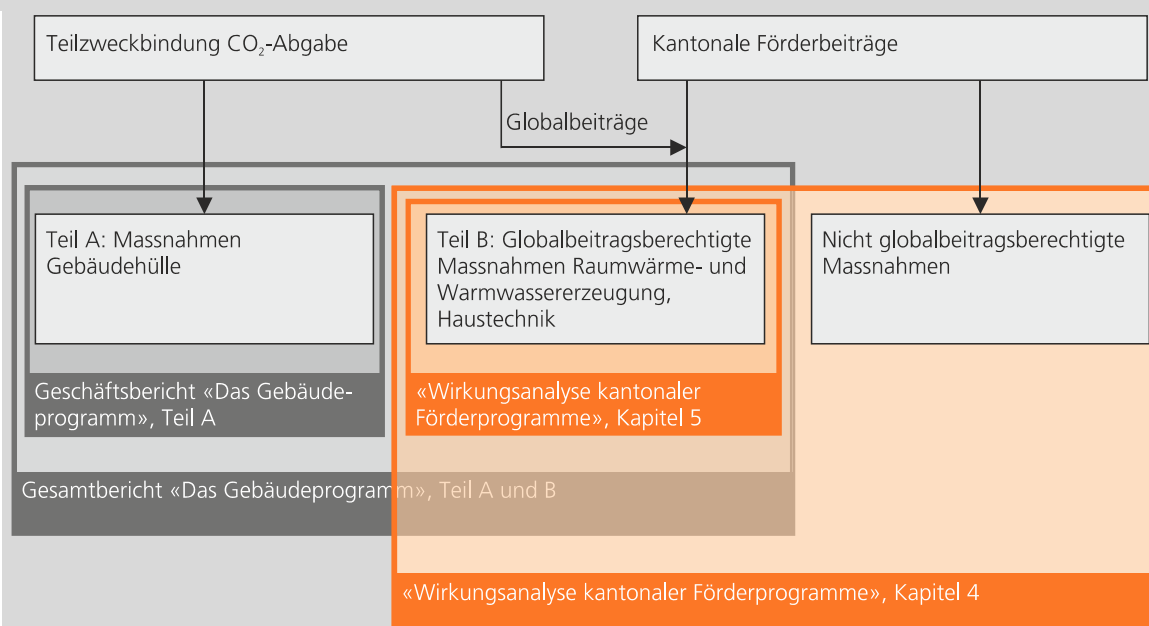 Teilzweckbindung CO₂-Abgabe
Kantonale Förderbeiträge
Globalbeiträge
Teil A: Massnahmen
Gebäudehülle
Teil B: Globalbeitragsberechtigte
Massnahmen Raumwärme- und
Warmwassererzeugung,
Haustechnik
Nicht globalbeitragsberechtigte
Massnahmen
Geschäftsbericht «Das Gebäude-
programm», Teil A
«Wirkungsanalyse kantonaler
Förderprogramme», Kapitel 5
Gesamtbericht «Das Gebäudeprogramm», Teil A und B
«Wirkungsanalyse kantonaler Förderprogramme», Kapitel 4